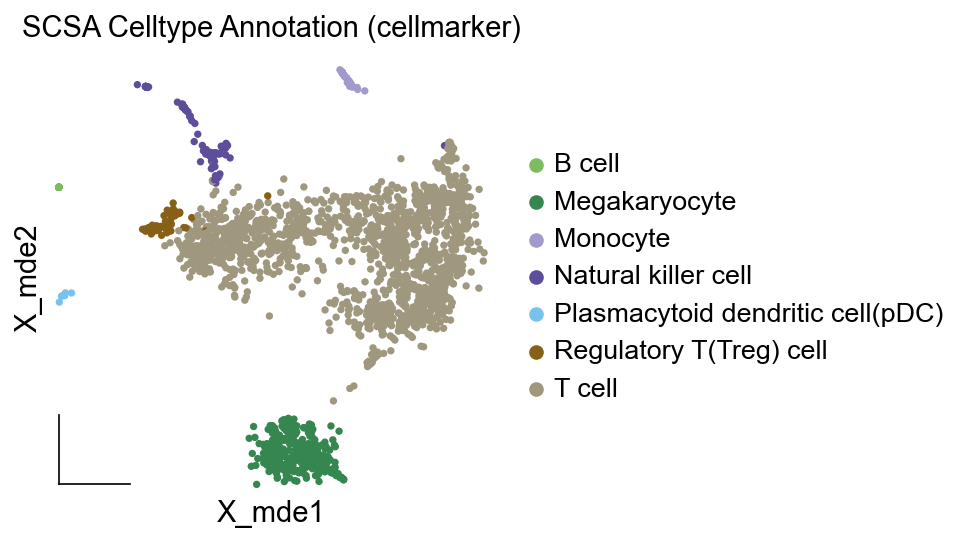 SCSA Celltype Annotation (cellmarker)
X_mde2
B cell
Megakaryocyte
Monocyte
Natural killer cell
Plasmacytoid dendritic cell(pDC)
Regulatory T(Treg) cell
T cell
X_mde1